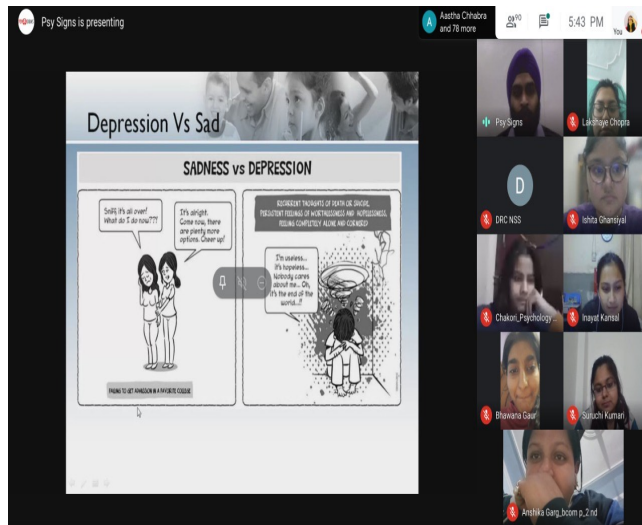 Psy Signs is presenting
Aastha Chhabra
and 78 more
90
5:43 PM
You
Depression Vs Sad
SADNESS vs DEPRESSION
Sniff, it's all over!
What do I do now???
It's alright.
Come now, there
are plenty more
options. Cheer up!
FAILING TO GET ADMISSION IN A FAVORITE COLLEGE
RECURRENT THOUGHTS OF DEATH OR SUICIDE,
PERSISTENT FEELINGS OF WORTHLESSNESS AND HOPELESSNESS,
FEELING COMPLETELY ALONE AND CORNERED
I'm useless...
it's hopeless...
Nobody cares
about me... Oh,
it's the end of the
world...!
Psy Signs
Lakshaye Chopra
D
DRC NSS
Ishita Ghansiyal
Chakori_Psychology...
Inayat Kansal
Bhawana Gaur
Suruchi Kumari
Anshika Garg_bcom p_2.nd
A